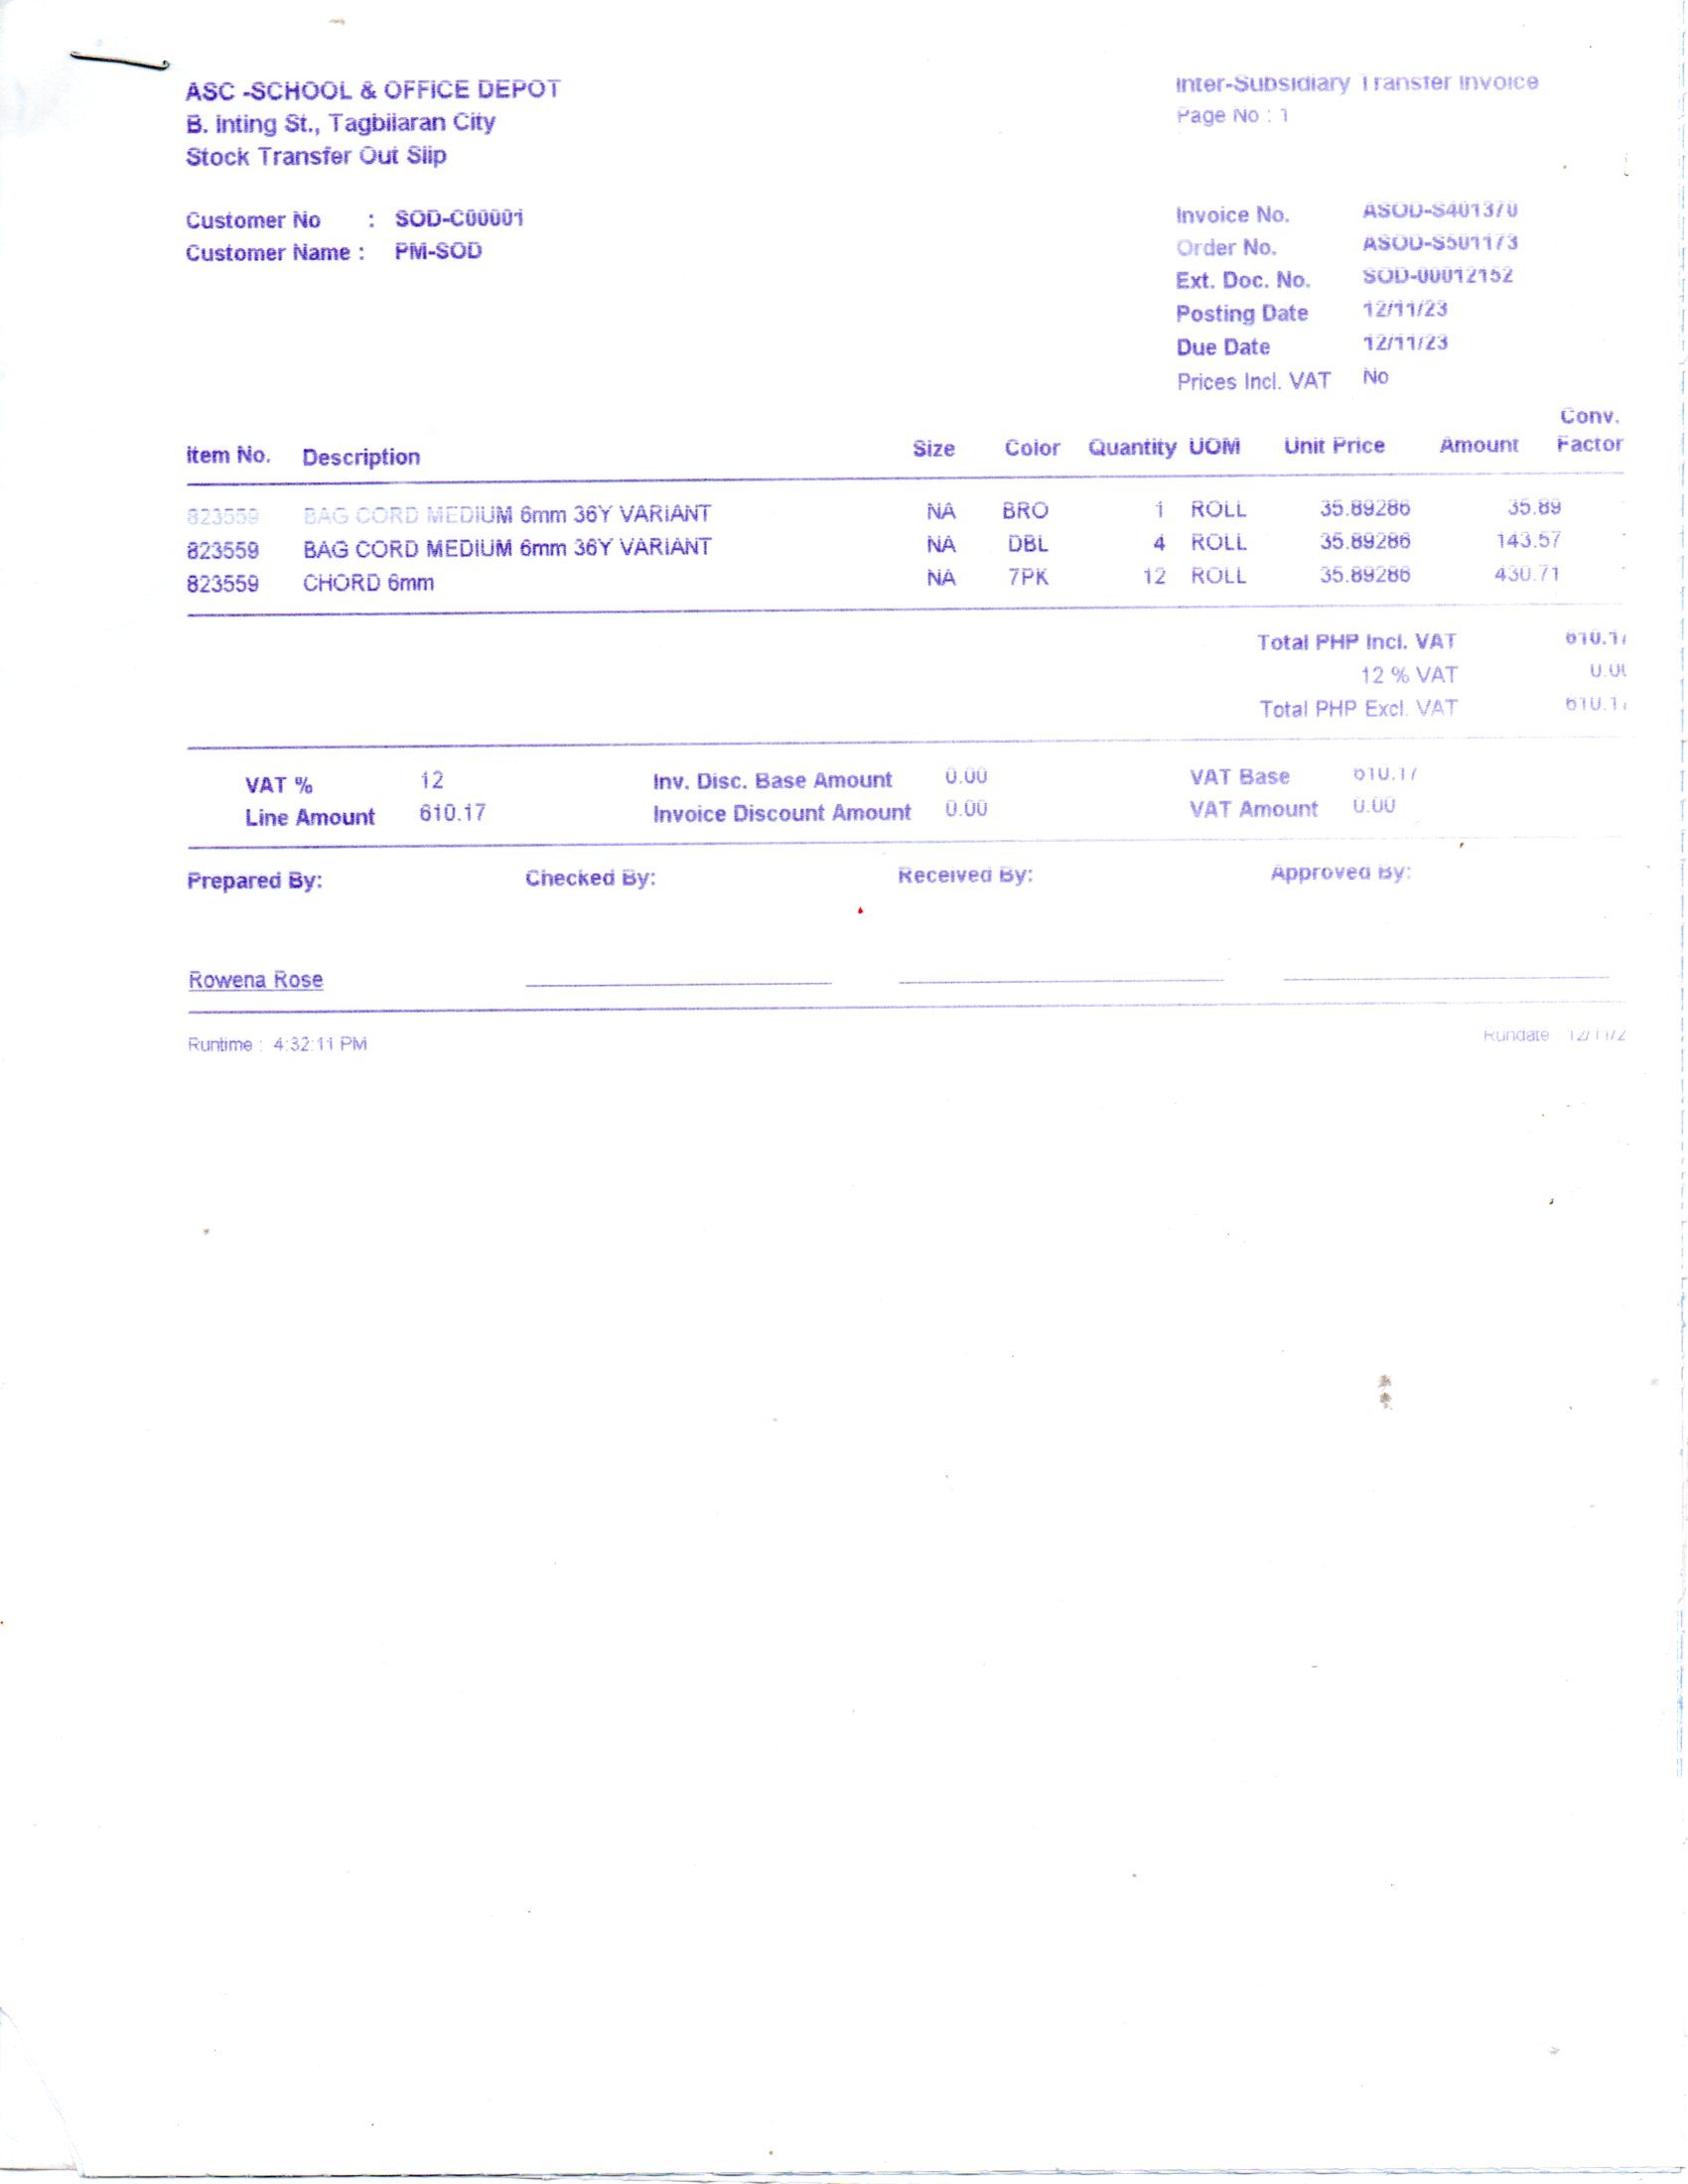 ASC -SCHOOL & OFFICE DEPOT
B. Inting St., Tagbilaran City
Stock Transfer Out Slip
Inter-Subsidiary Transfer Invoice
Page No : 1
Customer No : SOD-C00001
Customer Name : PM-SOD
Invoice No. ASOD-S401370
Order No. ASOD-S501173
Ext. Doc. No. SOD-00012152
Posting Date 12/11/23
Due Date 12/11/23
Prices Incl. VAT No
Item No. Description Size Color Quantity UOM Unit Price Amount Conv. Factor
823559 BAG CORD MEDIUM 6mm 36Y VARIANT NA BRO 1 ROLL 35.89286 35.89
823559 BAG CORD MEDIUM 6mm 36Y VARIANT NA DBL 4 ROLL 35.89286 143.57
823559 CHORD 6mm NA 7PK 12 ROLL 35.89286 430.71
Total PHP Incl. VAT 610.17
12 % VAT 0.00
Total PHP Excl. VAT 610.17
VAT % 12 Inv. Disc. Base Amount 0.00 VAT Base 610.17
Line Amount 610.17 Invoice Discount Amount 0.00 VAT Amount 0.00
Prepared By: Checked By: Received By: Approved By:
Rowena Rose
Runtime : 4:32:11 PM Rundate 12/11/2